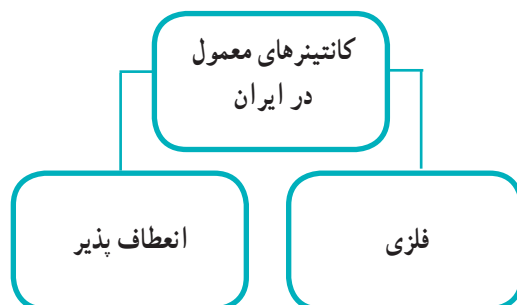 کانتینرهای معمول
در ایران
فلزی
انعطاف پذیر